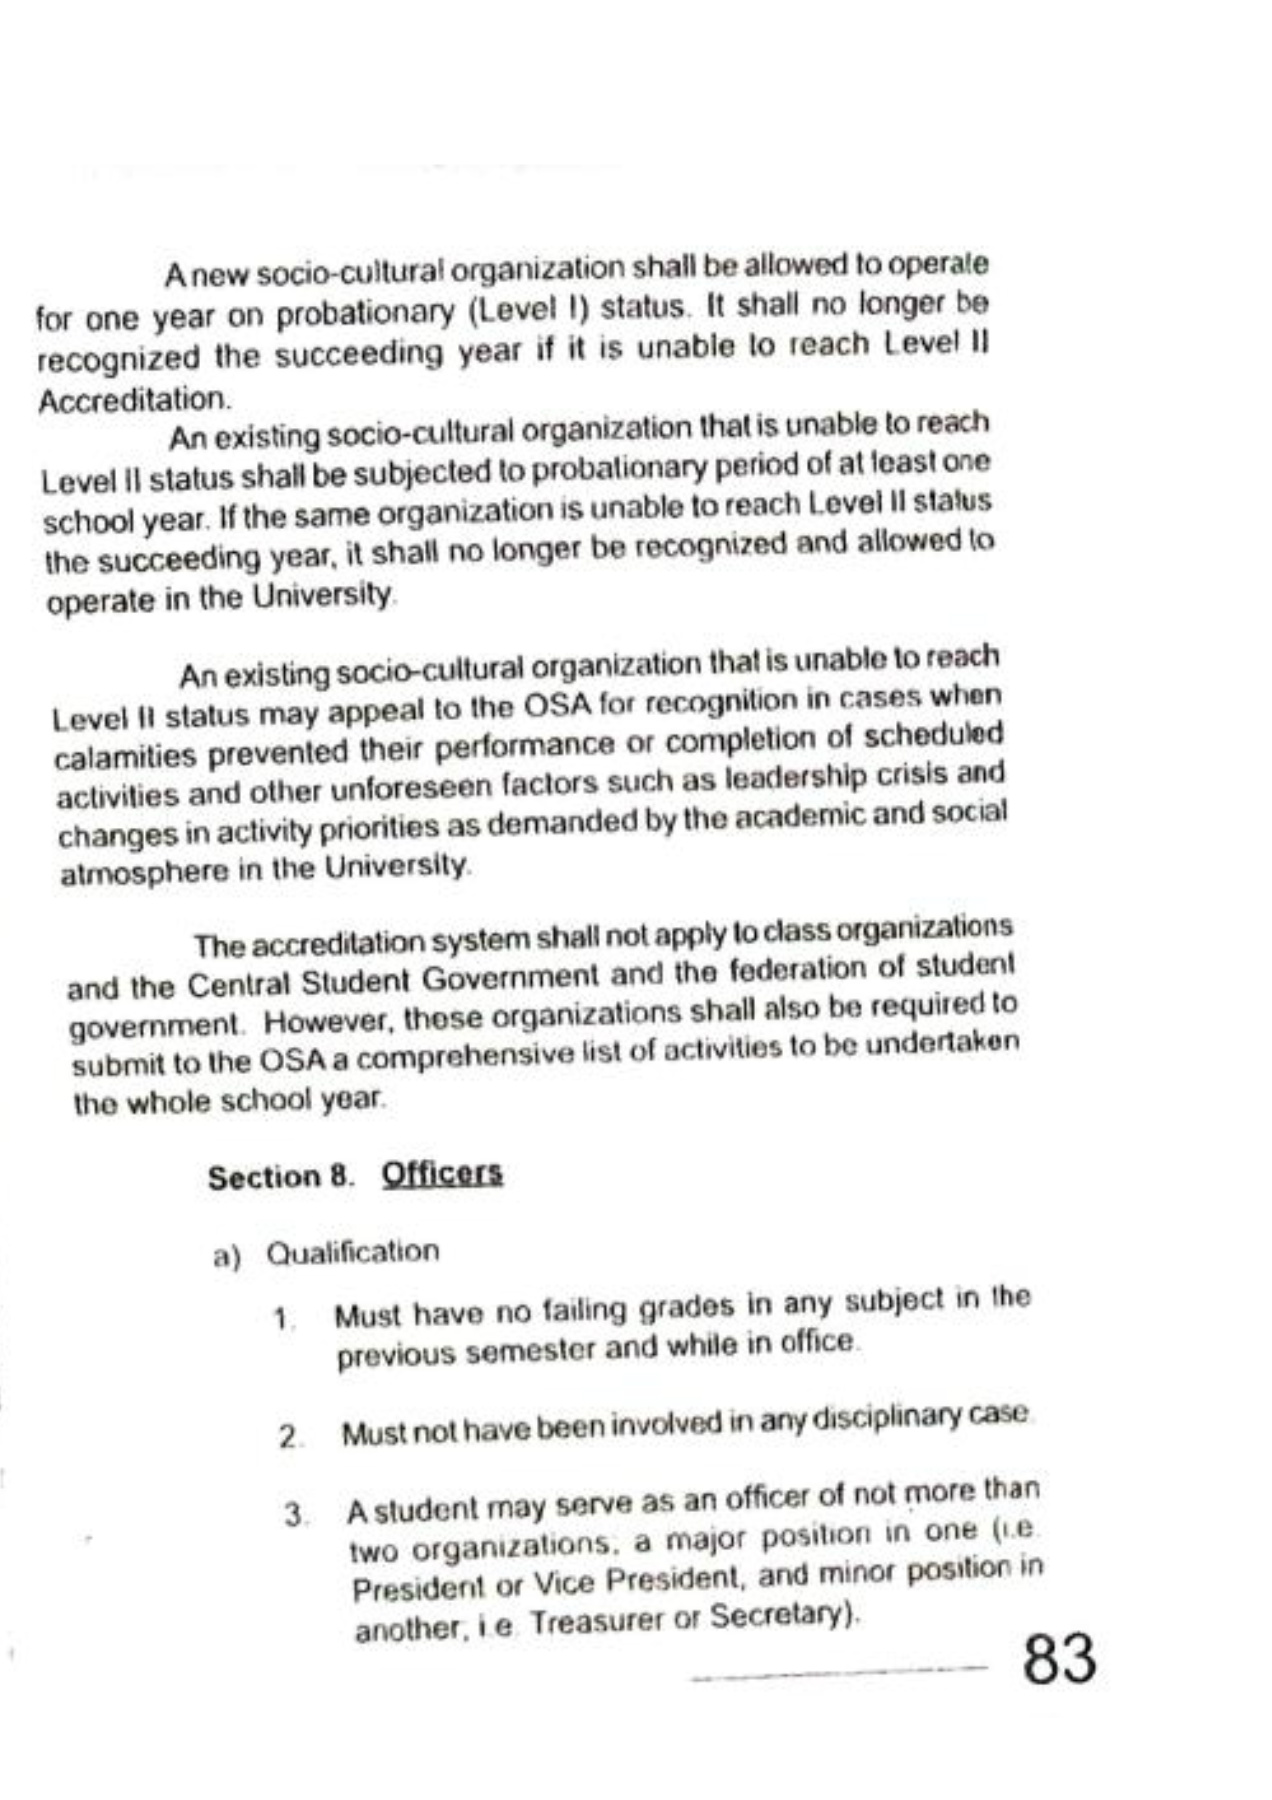 A new socio-cultural organization shall be allowed to operate
for one year on probationary (Level I) status. It shall no longer be
recognized the succeeding year if it is unable to reach Level II
Accreditation.
An existing socio-cultural organization that is unable to reach
Level II status shall be subjected to probationary period of at least one
school year. If the same organization is unable to reach Level II status
the succeeding year, it shall no longer be recognized and allowed to
operate in the University.
An existing socio-cultural organization that is unable to reach
Level II status may appeal to the OSA for recognition in cases when
calamities prevented their performance or completion of scheduled
activities and other unforeseen factors such as leadership crisis and
changes in activity priorities as demanded by the academic and social
atmosphere in the University.
The accreditation system shall not apply to class organizations
and the Central Student Government and the federation of student
government. However, these organizations shall also be required to
submit to the OSA a comprehensive list of activities to be undertaken
the whole school year.
Section 8. Officers
a) Qualification
1. Must have no failing grades in any subject in the
previous semester and while in office.
2. Must not have been involved in any disciplinary case.
3. A student may serve as an officer of not more than
two organizations; a major position in one (i.e.
President or Vice President, and minor position in
another, i.e. Treasurer or Secretary).
83